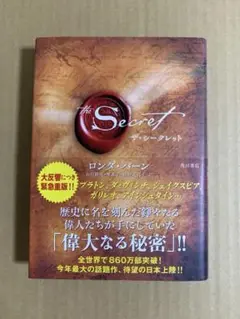 the Secret
ザ・シークレット
ロンダ・バーン
角川書店
大反響につき
緊急重版!!
プラトン、ダ・ヴィンチ、シェイクスピア
ガリレオ、アインシュタイン…
歴史に名を刻んだ錚々たる
偉人たちが手にしていた
「偉大なる秘密」!!
全世界で860万部突破!
今年最大の話題作、待望の日本上陸!!